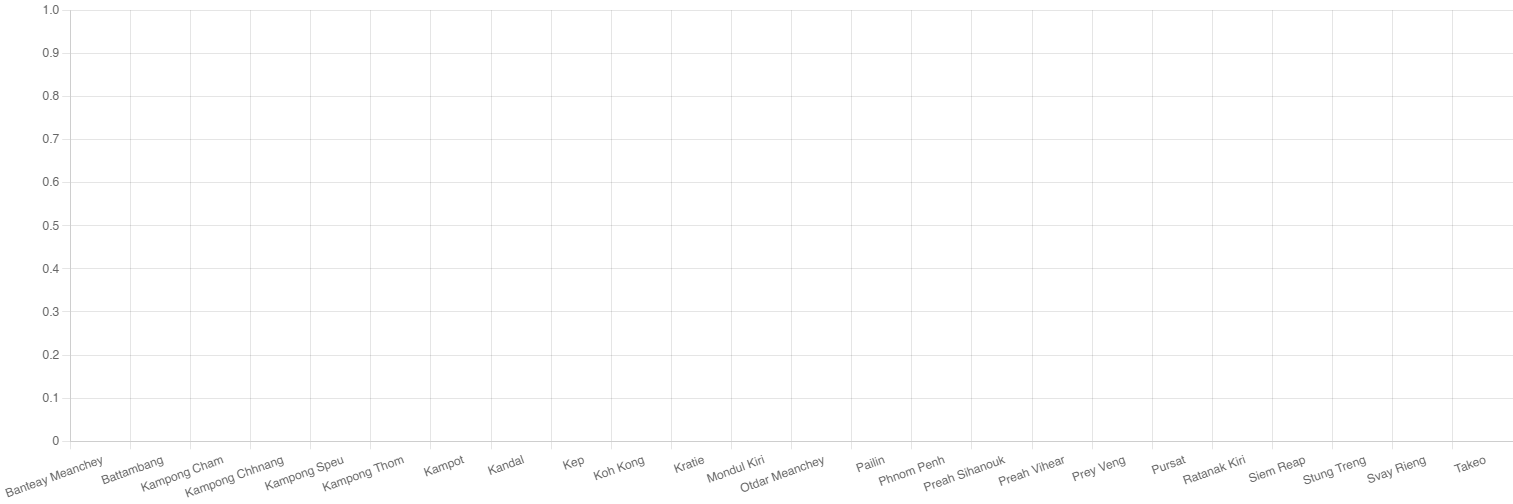 1.0
0.9
0.8
0.7
0.6
0.5
0.4
0.3
0.2
0.1
0
Banteay Meanchey
Battambang
Kampong Cham
Kampong Chhnang
Kampong Speu
Kampong Thom
Kampot
Kandal
Kep
Koh Kong
Kratie
Mondul Kiri
Otdar Meanchey
Pailin
Phnom Penh
Preah Sihanouk
Preah Vihear
Prey Veng
Pursat
Ratanak Kiri
Siem Reap
Stung Treng
Svay Rieng
Takeo